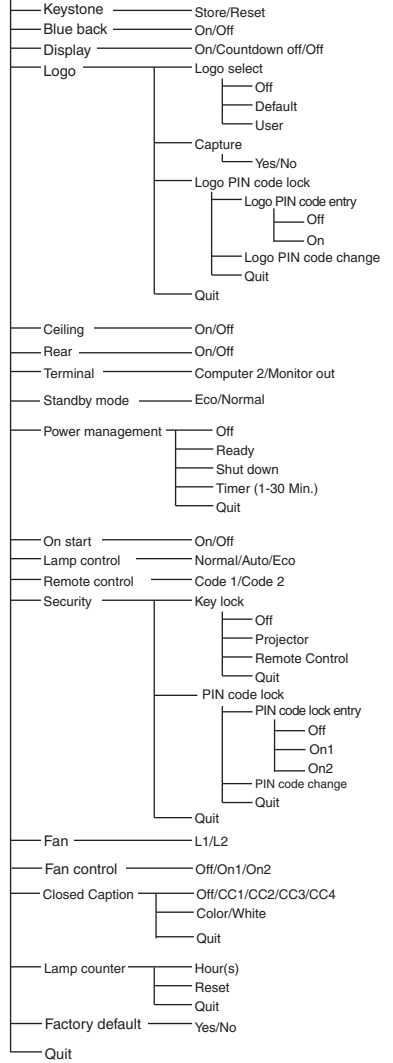 Keystone Store/Reset
Blue back On/Off
Display On/Countdown off/Off
Logo Logo select
Off
Default
User
Capture
Yes/No
Logo PIN code lock
Logo PIN code entry
Off
On
Logo PIN code change
Quit
Quit
Ceiling On/Off
Rear On/Off
Terminal Computer 2/Monitor out
Standby mode Eco/Normal
Power management Off
Ready
Shut down
Timer (1-30 Min.)
Quit
On start On/Off
Lamp control Normal/Auto/Eco
Remote control Code 1/Code 2
Security Key lock
Off
Projector
Remote Control
Quit
PIN code lock
PIN code lock entry
Off
On1
On2
PIN code change
Quit
Quit
Fan L1/L2
Fan control Off/On1/On2
Closed Caption Off/CC1/CC2/CC3/CC4
Color/White
Quit
Lamp counter Hour(s)
Reset
Quit
Factory default Yes/No
Quit